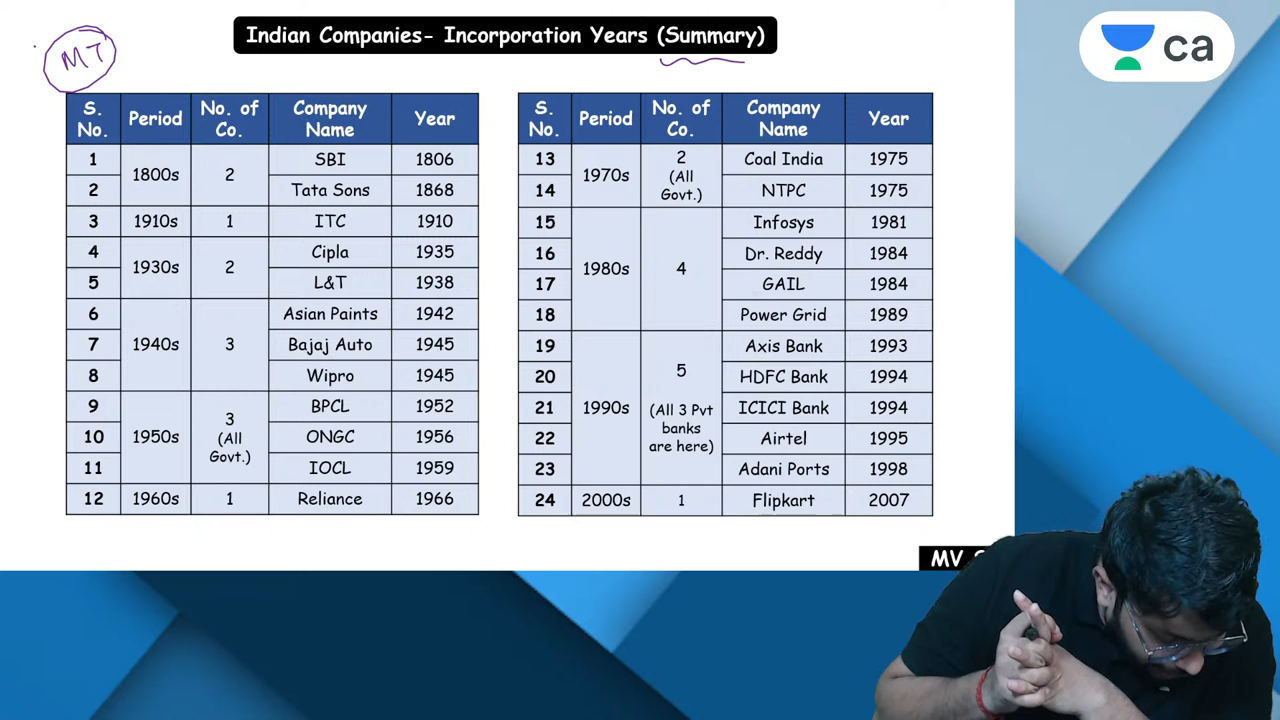 MT
Indian Companies- Incorporation Years (Summary)
ca
S. No. Period No. of Co. Company Name Year
1 1800s 2 SBI 1806
2 Tata Sons 1868
3 1910s 1 ITC 1910
4 1930s 2 Cipla 1935
5 L&T 1938
6 1940s 3 Asian Paints 1942
7 Bajaj Auto 1945
8 Wipro 1945
9 1950s 3 (All Govt.) BPCL 1952
10 ONGC 1956
11 IOCL 1959
12 1960s 1 Reliance 1966
S. No. Period No. of Co. Company Name Year
13 1970s 2 (All Govt.) Coal India 1975
14 NTPC 1975
15 1980s 4 Infosys 1981
16 Dr. Reddy 1984
17 GAIL 1984
18 Power Grid 1989
19 1990s 5 (All 3 Pvt banks are here) Axis Bank 1993
20 HDFC Bank 1994
21 ICICI Bank 1994
22 Airtel 1995
23 Adani Ports 1998
24 2000s 1 Flipkart 2007
MV